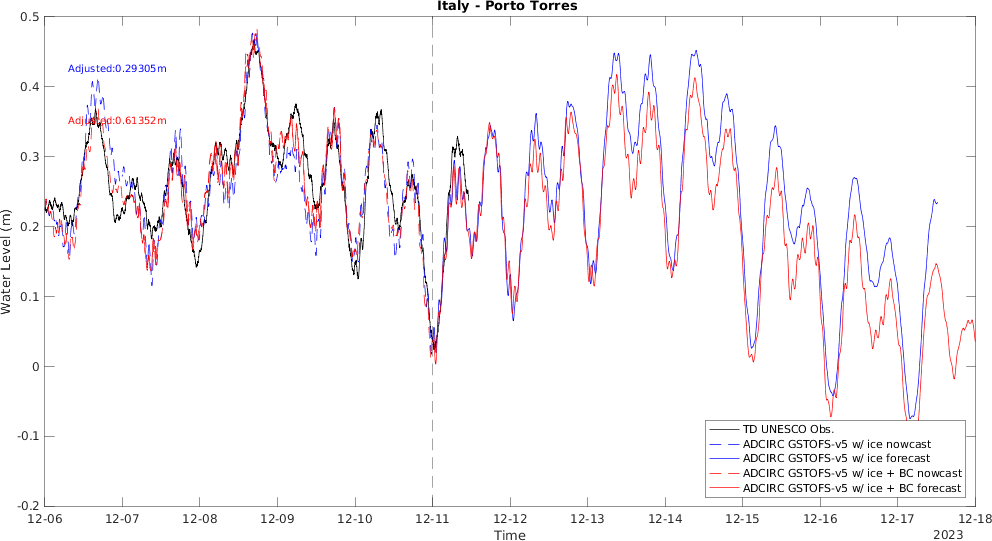 Italy - Porto Torres
0.5
0.4
0.3
0.2
0.1
0
-0.1
-0.2
Water Level (m)
Adjusted:0.29305m
Adjusted:0.61352m
TD UNESCO Obs.
ADCIRC GSTOFS-v5 w/ ice nowcast
ADCIRC GSTOFS-v5 w/ ice forecast
ADCIRC GSTOFS-v5 w/ ice + BC nowcast
ADCIRC GSTOFS-v5 w/ ice + BC forecast
12-06 12-07 12-08 12-09 12-10 12-11 12-12 12-13 12-14 12-15 12-16 12-17 12-18
Time
2023